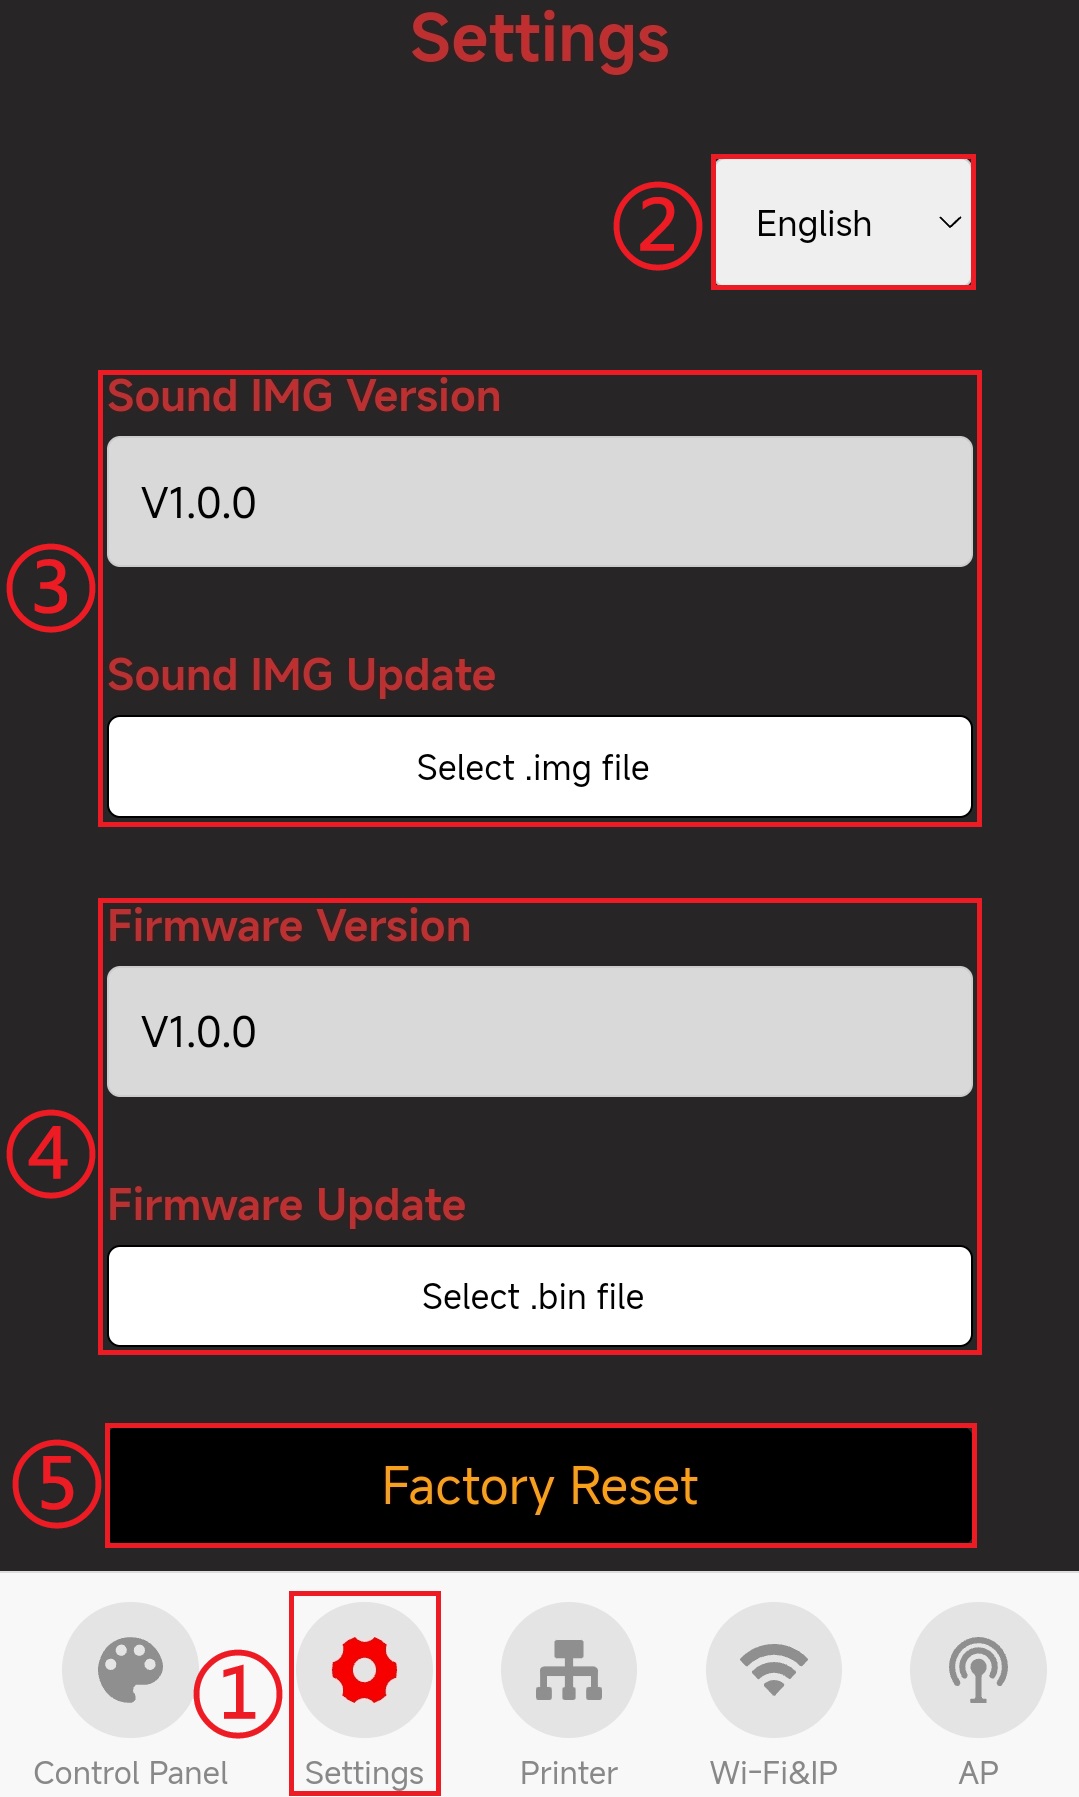 Settings
②
English
Sound IMG Version
V1.0.0
③
Sound IMG Update
Select .img file
Firmware Version
V1.0.0
④
Firmware Update
Select .bin file
⑤
Factory Reset
①
Control Panel
Settings
Printer
Wi-Fi&IP
AP